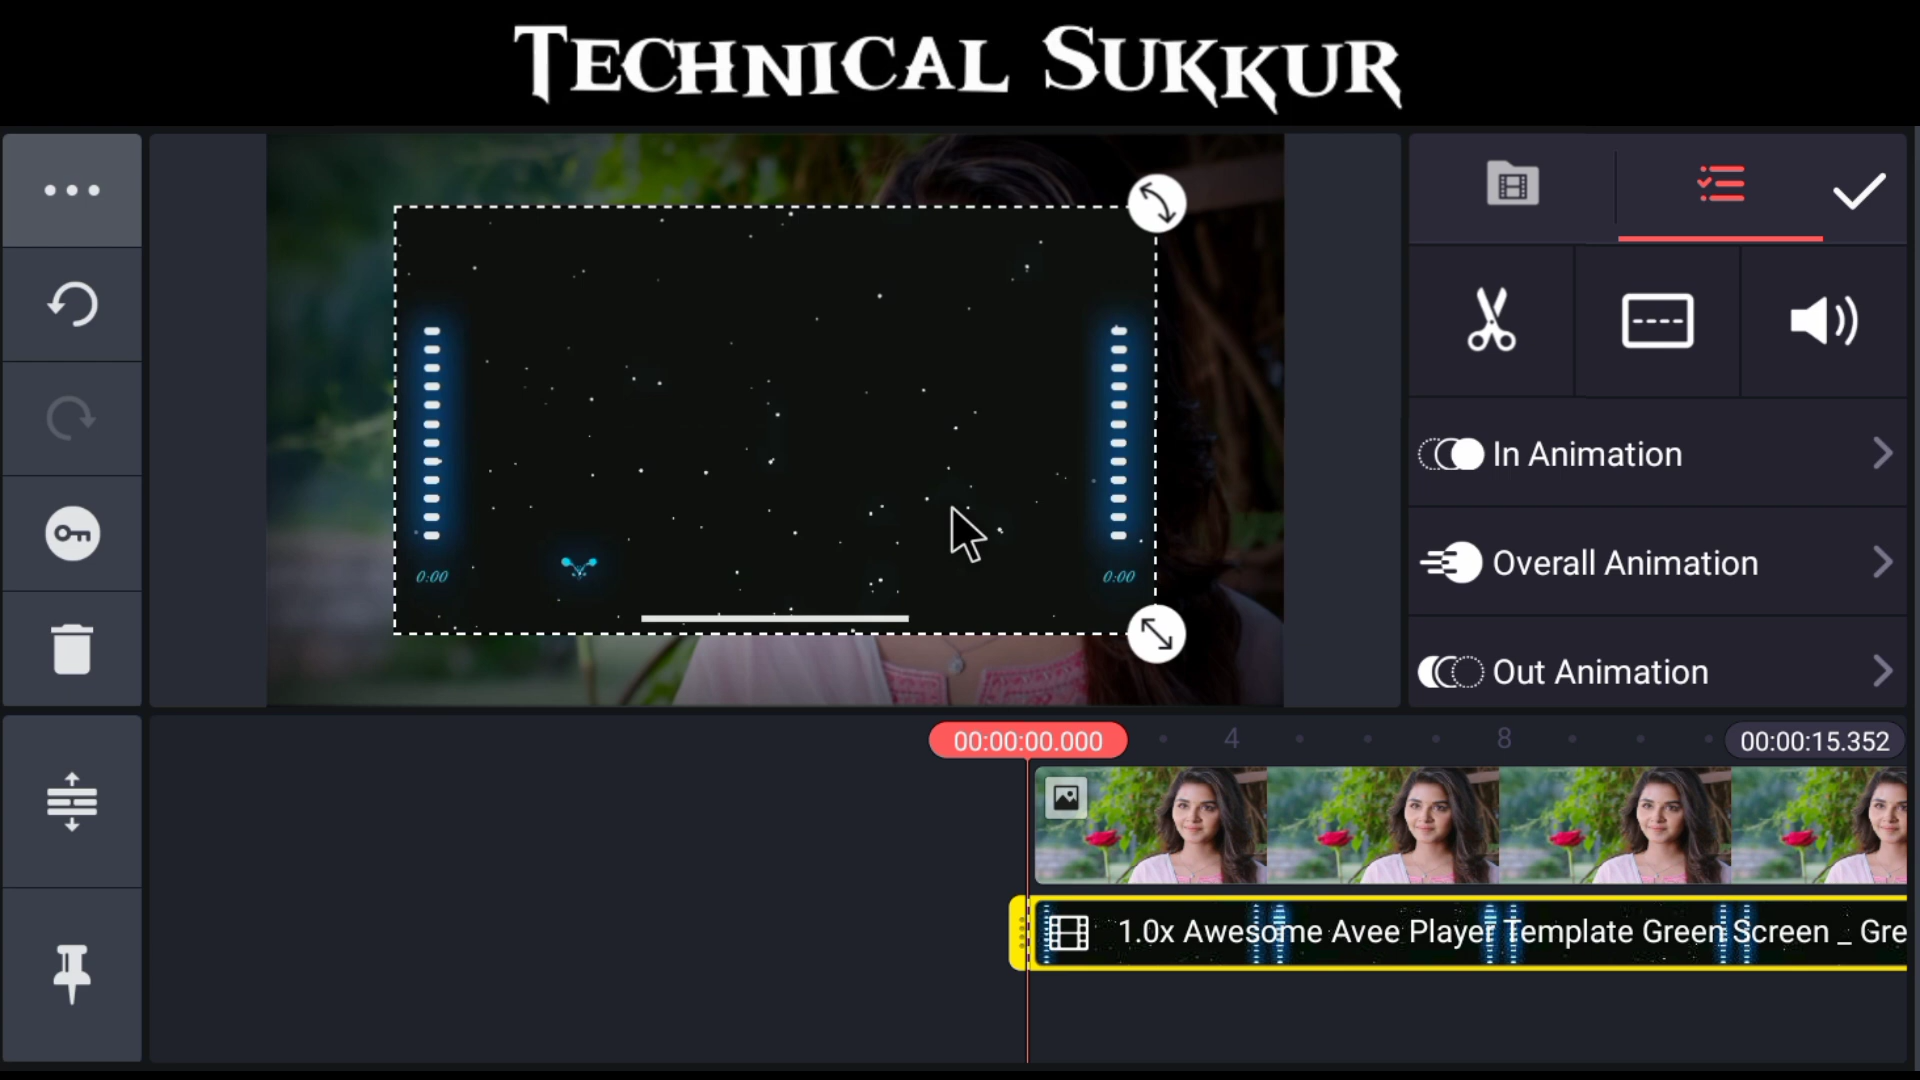 TECHNICAL SUKKUR
0:00
0:00
In Animation
Overall Animation
Out Animation
00:00:00.000
4
8
00:00:15.352
1.0x Awesome Avee Player Template Green Screen _ Gre